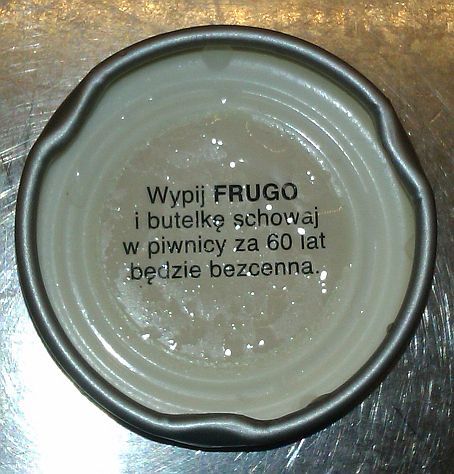 Wypij FRUGO
i butelkę schowaj
w piwnicy za 60 lat
będzie bezcenna.